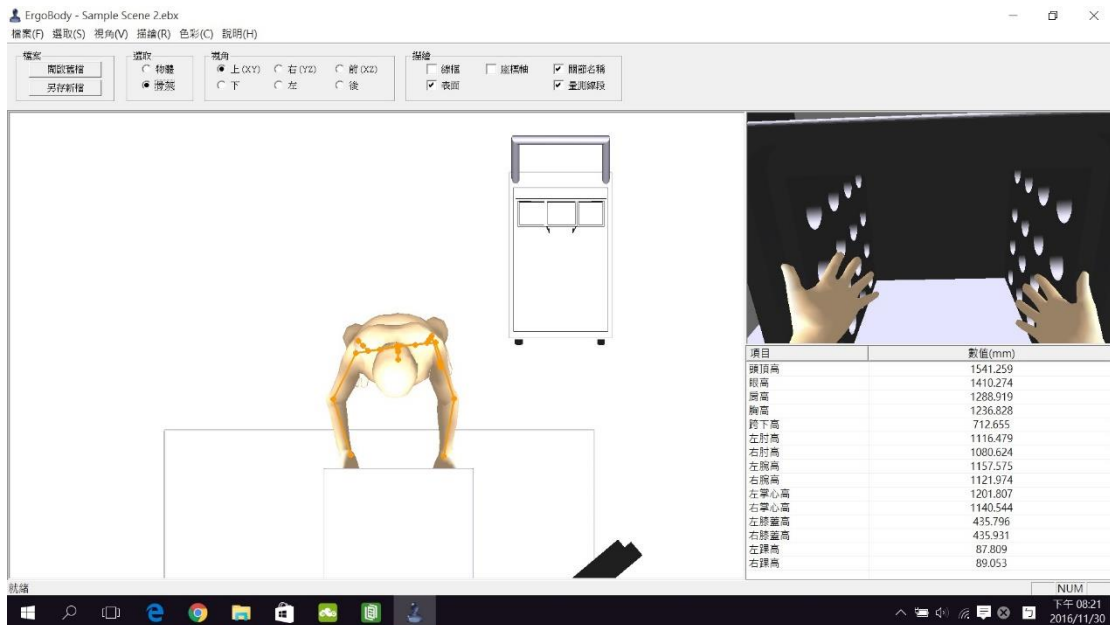 ErgoBody - Sample Scene 2.ebx
檔案(F) 選取(S) 視角(V) 描繪(R) 色彩(C) 說明(H)
檔案
開啟舊檔
另存新檔
選取
物體
骨架
視角
上(XY) 右(YZ) 前(XZ)
下 左 後
描繪
線框 座標軸 關節名稱
表面 量測線段
項目 數值(mm)
頭頂高 1541.259
眼高 1410.274
肩高 1288.919
胸高 1236.828
跨下高 712.655
左肘高 1116.479
右肘高 1080.624
左腕高 1157.575
右腕高 1121.974
左掌心高 1201.807
右掌心高 1140.544
左膝蓋高 435.796
右膝蓋高 435.931
左踝高 87.809
右踝高 89.053
就緒 NUM
下午 08:21
2016/11/30